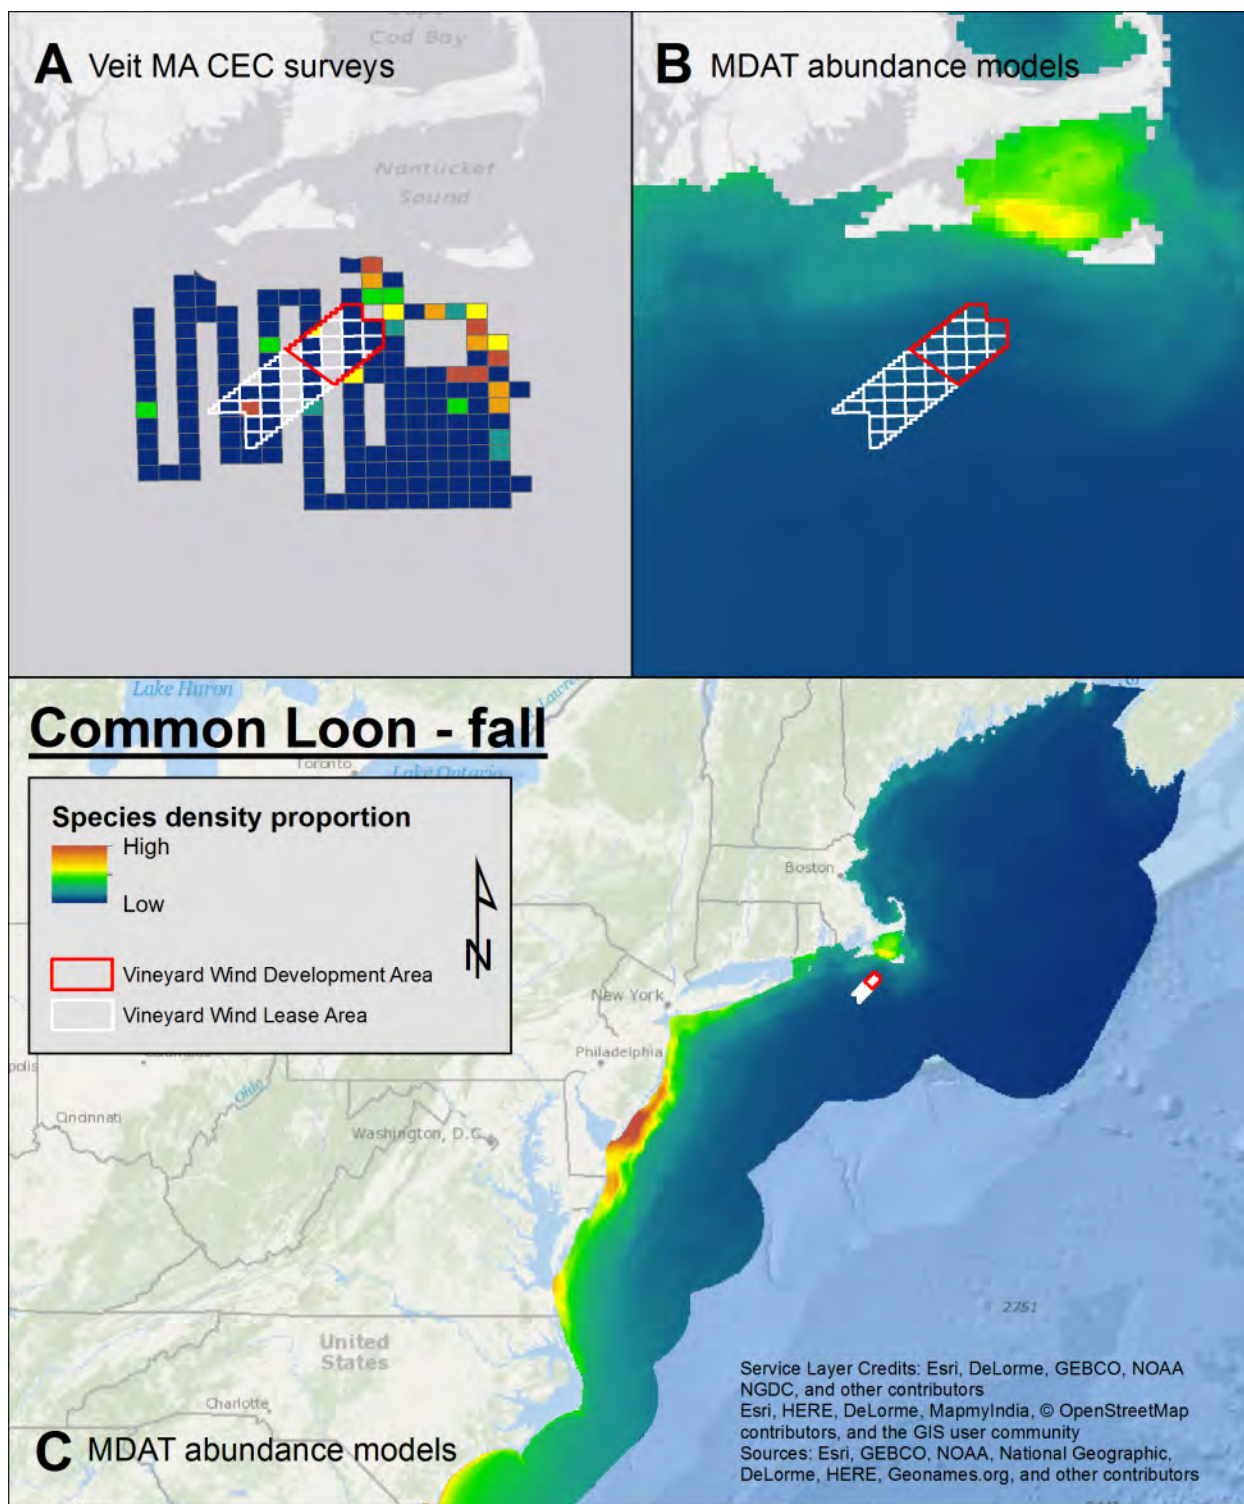 Cape
Cod Bay
A Veit MA CEC surveys
Nantucket
Sound
B MDAT abundance models
Lake Huron
Common Loon - fall
Toronto
Lake Ontario
Species density proportion
High
Low
N
Vineyard Wind Development Area
Vineyard Wind Lease Area
Boston
New York
Philadelphia
Ohio
Cincinnati
Washington, D.C.
2751
United
States
Charlotte
C MDAT abundance models
Service Layer Credits: Esri, DeLorme, GEBCO, NOAA
NGDC, and other contributors
Esri, HERE, DeLorme, MapmyIndia, © OpenStreetMap
contributors, and the GIS user community
Sources: Esri, GEBCO, NOAA, National Geographic,
DeLorme, HERE, Geonames.org, and other contributors